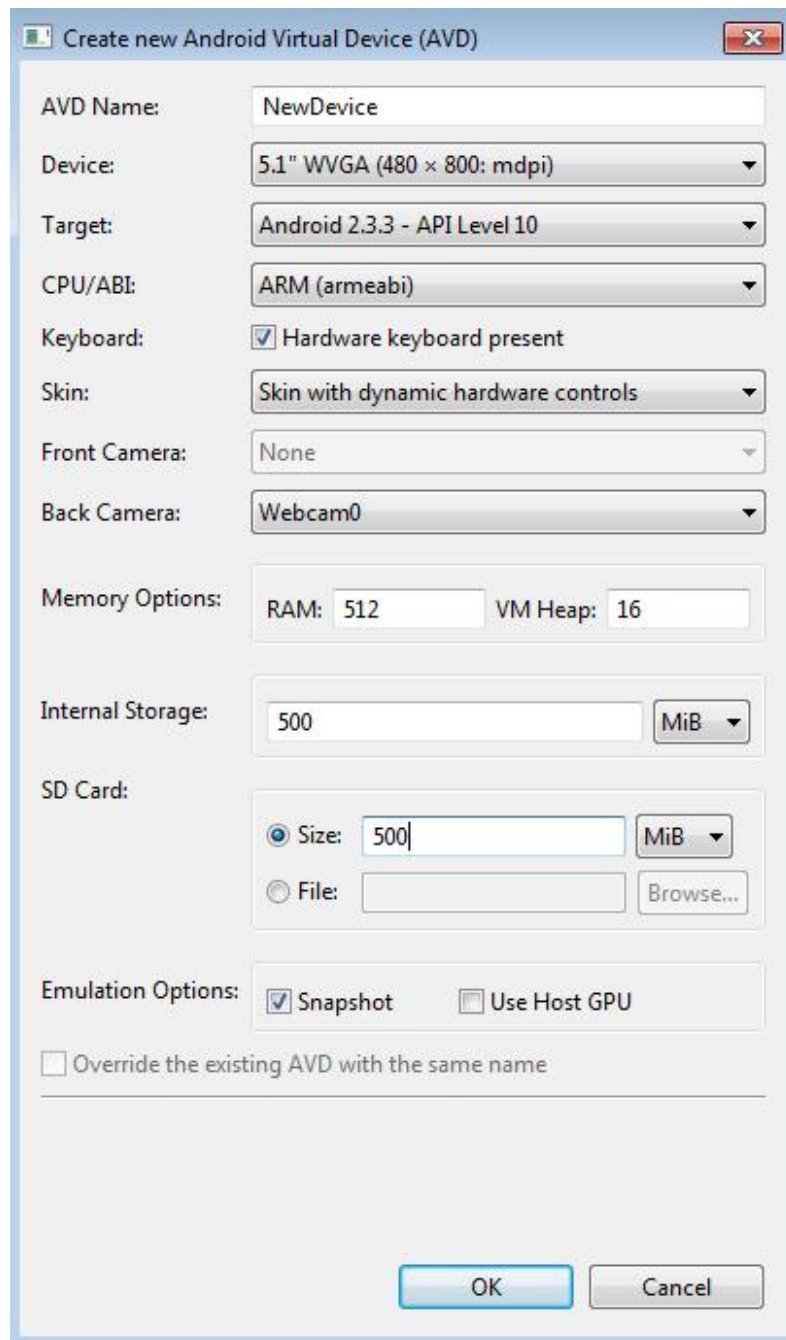 Create new Android Virtual Device (AVD)
AVD Name: NewDevice
Device: 5.1" WVGA (480 × 800: mdpi)
Target: Android 2.3.3 - API Level 10
CPU/ABI: ARM (armeabi)
Keyboard: Hardware keyboard present
Skin: Skin with dynamic hardware controls
Front Camera: None
Back Camera: Webcam0
Memory Options: RAM: 512 VM Heap: 16
Internal Storage: 500 MiB
SD Card:
Size: 500 MiB
File: Browse...
Emulation Options: Snapshot Use Host GPU
Override the existing AVD with the same name
OK Cancel